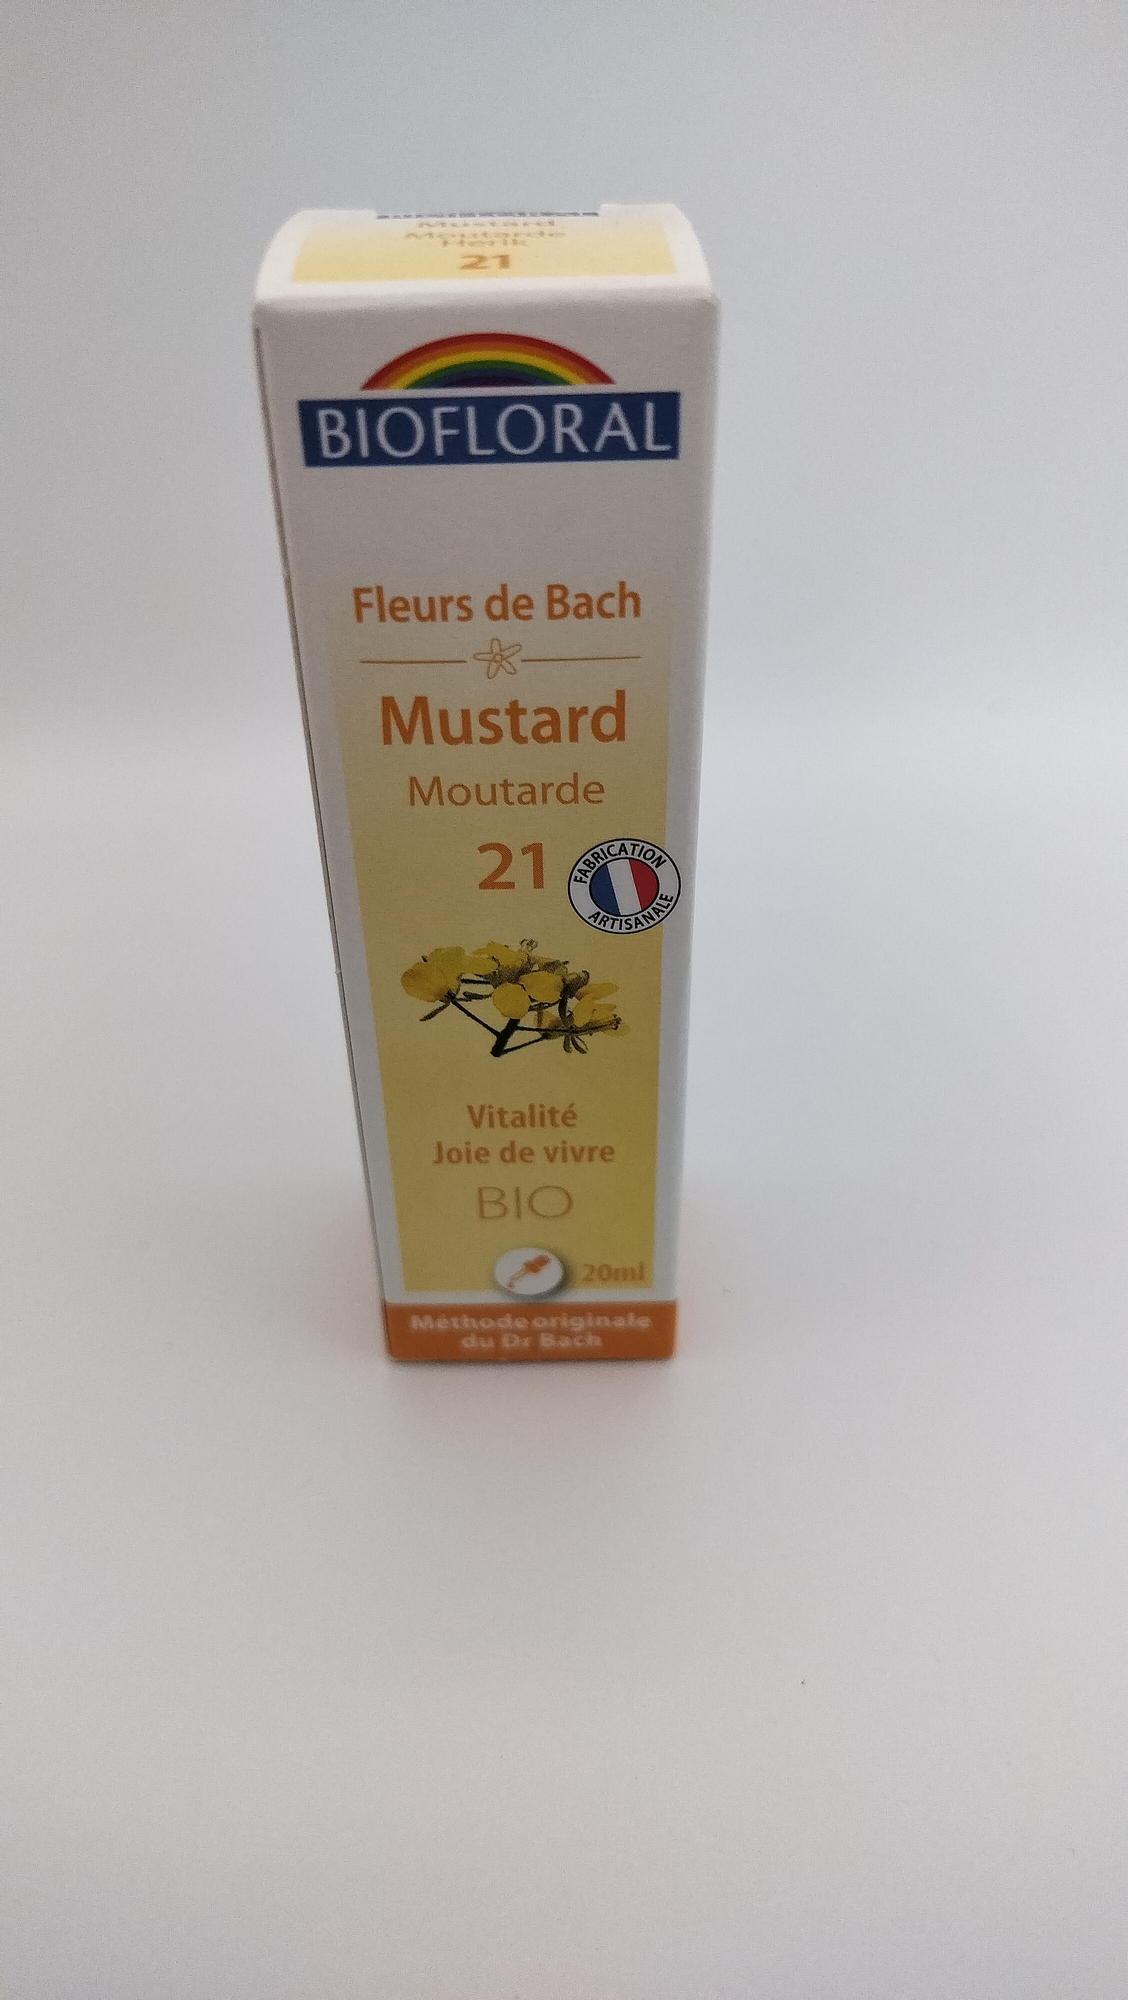 Mustard
Moutarde
Herik
21
BIOFLORAL
Fleurs de Bach
Mustard
Moutarde
21
FABRICATION
ARTISANALE
Vitalité
Joie de vivre
BIO
20ml
Méthode originale
du Dr Bach